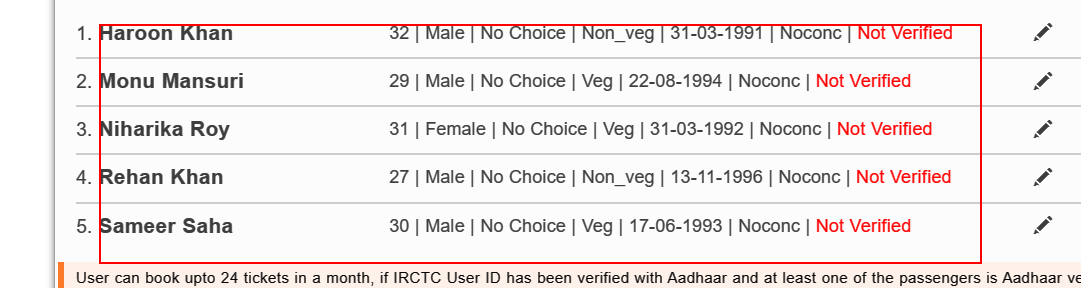 1. Haroon Khan 32 | Male | No Choice | Non_veg | 31-03-1991 | Noconc | Not Verified
2. Monu Mansuri 29 | Male | No Choice | Veg | 22-08-1994 | Noconc | Not Verified
3. Niharika Roy 31 | Female | No Choice | Veg | 31-03-1992 | Noconc | Not Verified
4. Rehan Khan 27 | Male | No Choice | Non_veg | 13-11-1996 | Noconc | Not Verified
5. Sameer Saha 30 | Male | No Choice | Veg | 17-06-1993 | Noconc | Not Verified
User can book upto 24 tickets in a month, if IRCTC User ID has been verified with Aadhaar and at least one of the passengers is Aadhaar